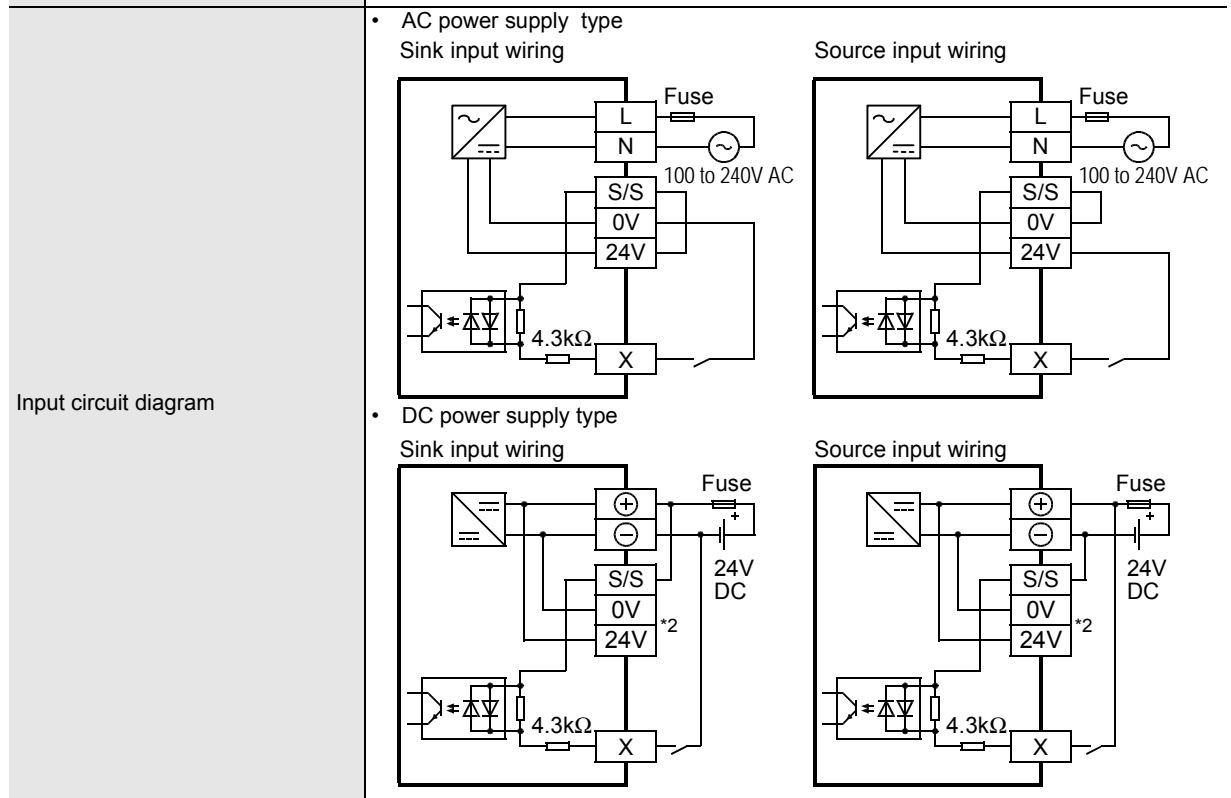 Input circuit diagram
• AC power supply type
Sink input wiring
Fuse
L
N
100 to 240V AC
S/S
0V
24V
4.3kΩ
X
Source input wiring
Fuse
L
N
100 to 240V AC
S/S
0V
24V
4.3kΩ
X
• DC power supply type
Sink input wiring
Fuse
+
24V
DC
S/S
0V
24V
*2
4.3kΩ
X
Source input wiring
Fuse
+
24V
DC
S/S
0V
24V
*2
4.3kΩ
X